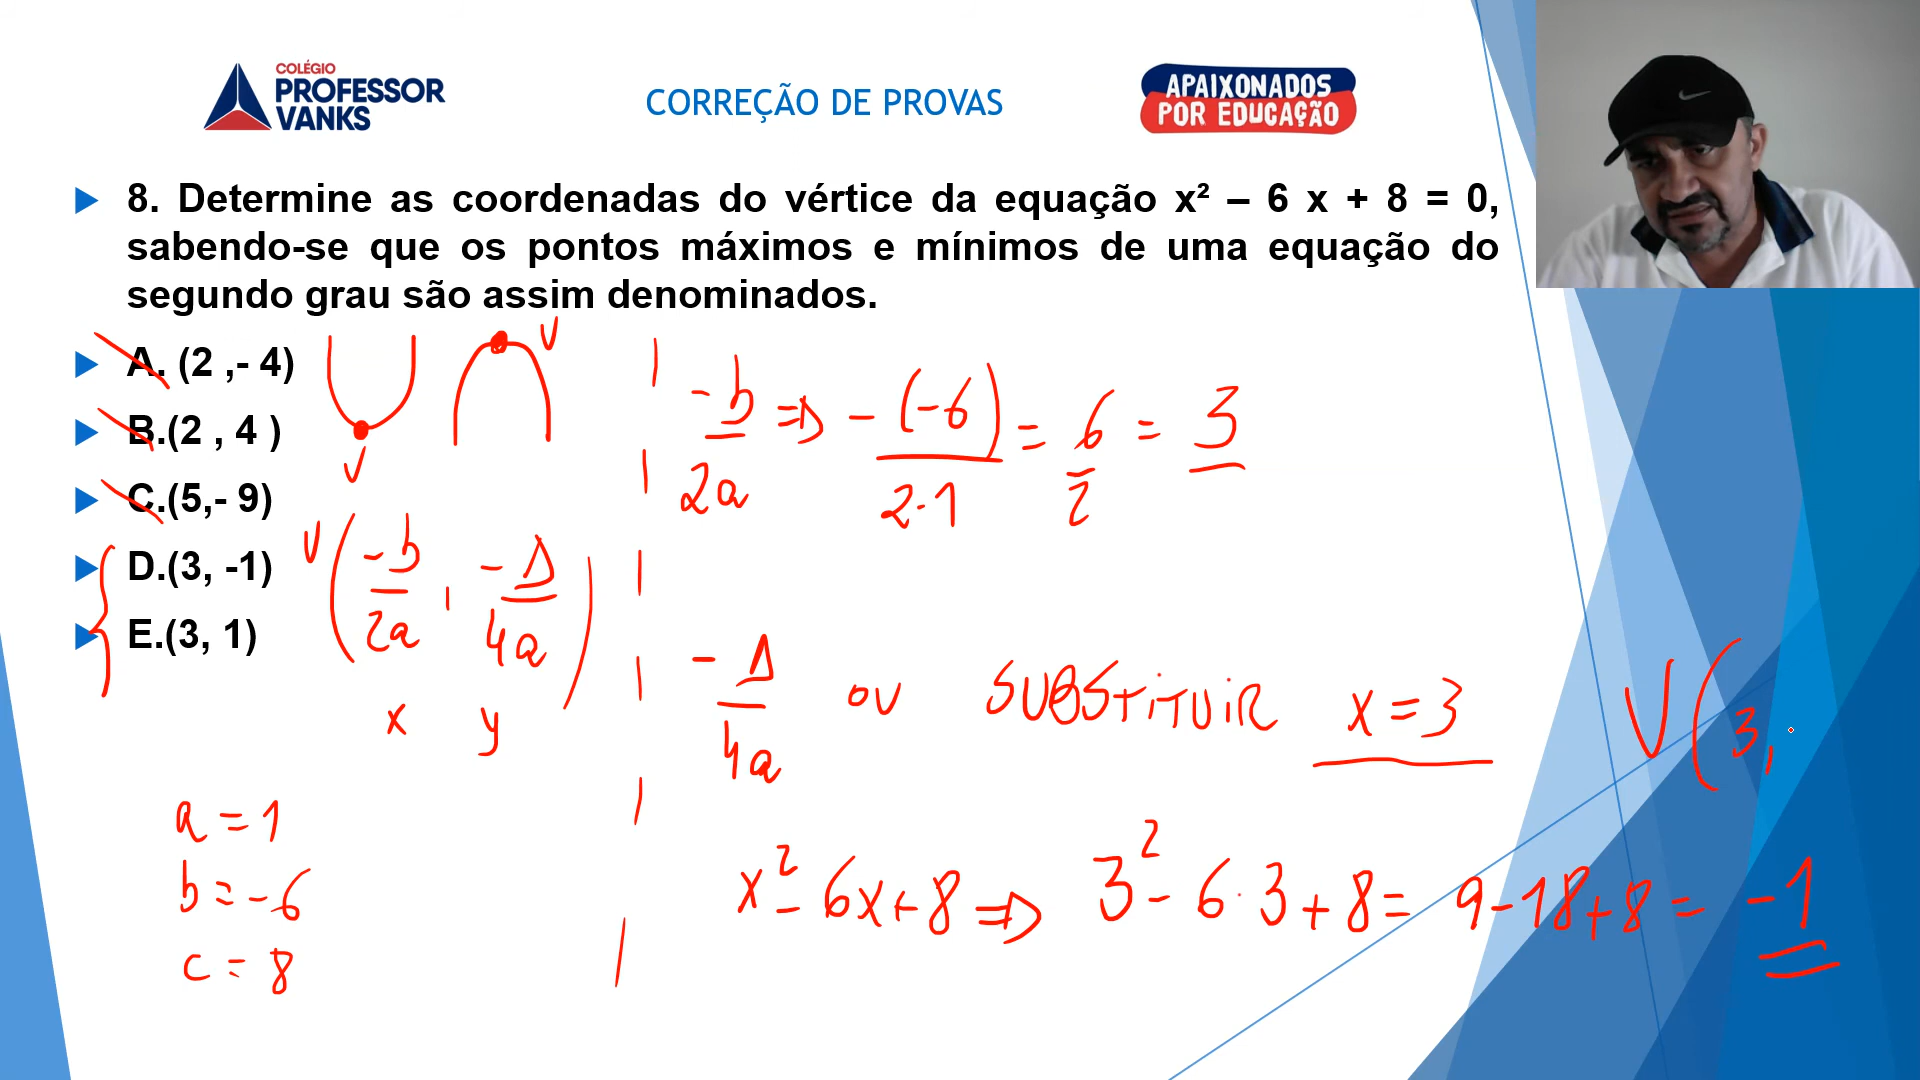 COLÉGIO
PROFESSOR
VANKS
CORREÇÃO DE PROVAS
APAIXONADOS
POR EDUCAÇÃO
8. Determine as coordenadas do vértice da equação x² – 6 x + 8 = 0,
sabendo-se que os pontos máximos e mínimos de uma equação do
segundo grau são assim denominados.
A. (2 ,- 4)
B.(2 , 4 )
C.(5,- 9)
D.(3, -1)
E.(3, 1)
V
V
V(-b/2a, -Δ/4a)
x y
a = 1
b = -6
c = 8
-b/2a ⇒ -(-6)/2·1 = 6/2 = 3
-Δ/4a OU SUBSTITUIR x = 3
V(3,
x² - 6x + 8 ⇒ 3² - 6·3 + 8 = 9 - 18 + 8 = -1